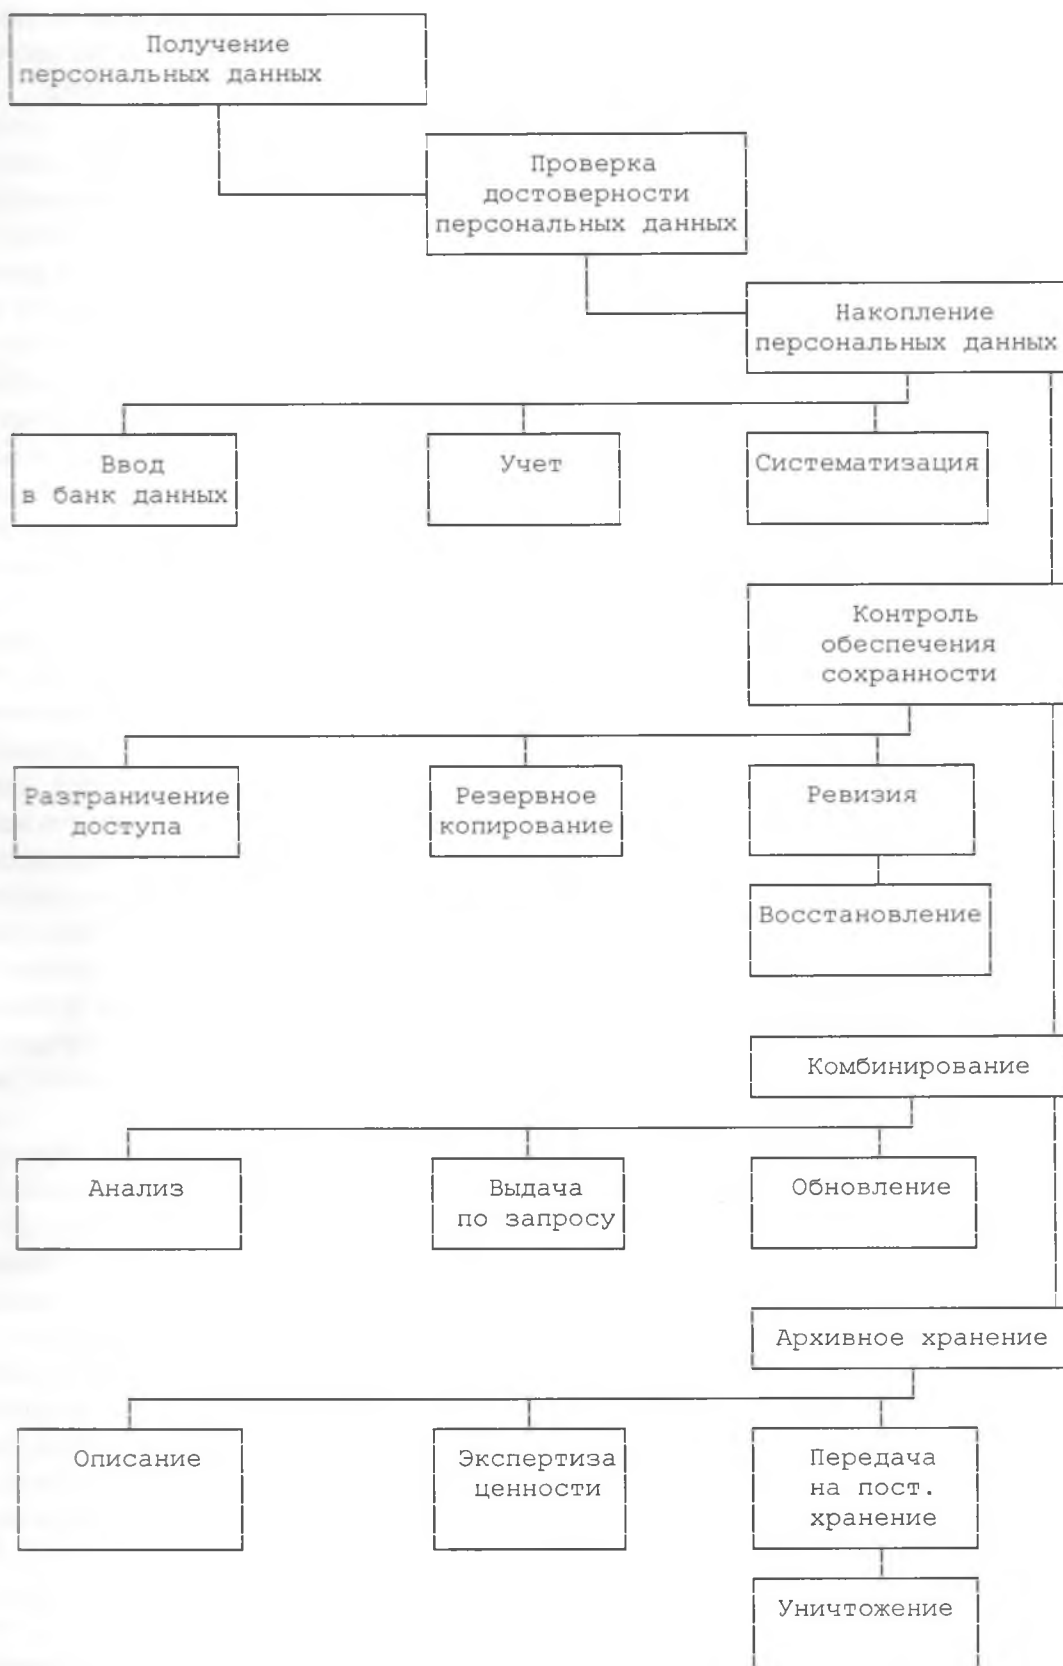 Получение
персональных данных
Проверка
достоверности
персональных данных
Накопление
персональных данных
Ввод
в банк данных
Учет
Систематизация
Контроль
обеспечения
сохранности
Разграничение
доступа
Резервное
копирование
Ревизия
Восстановление
Комбинирование
Анализ
Выдача
по запросу
Обновление
Архивное хранение
Описание
Экспертиза
ценности
Передача
на пост.
хранение
Уничтожение